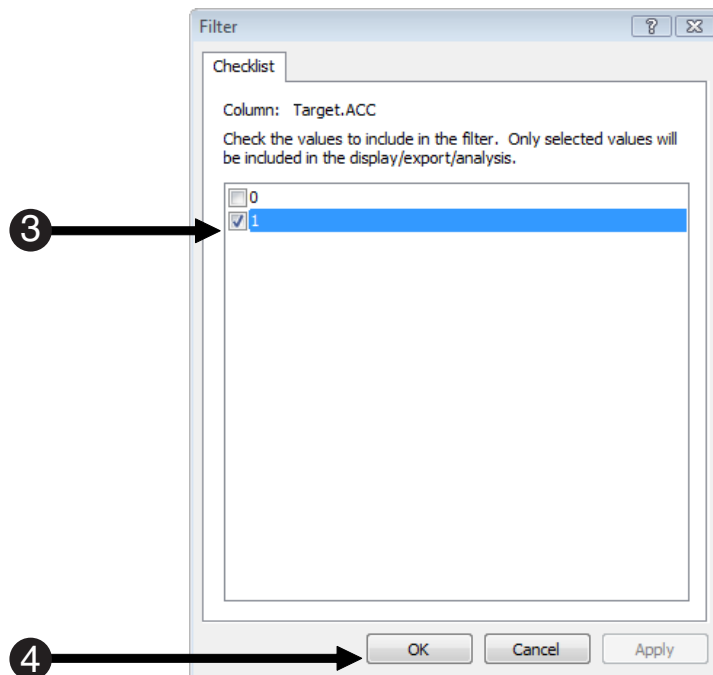 Filter
Checklist
Column: Target.ACC
Check the values to include in the filter. Only selected values will
be included in the display/export/analysis.
0
3
1
4
OK Cancel Apply